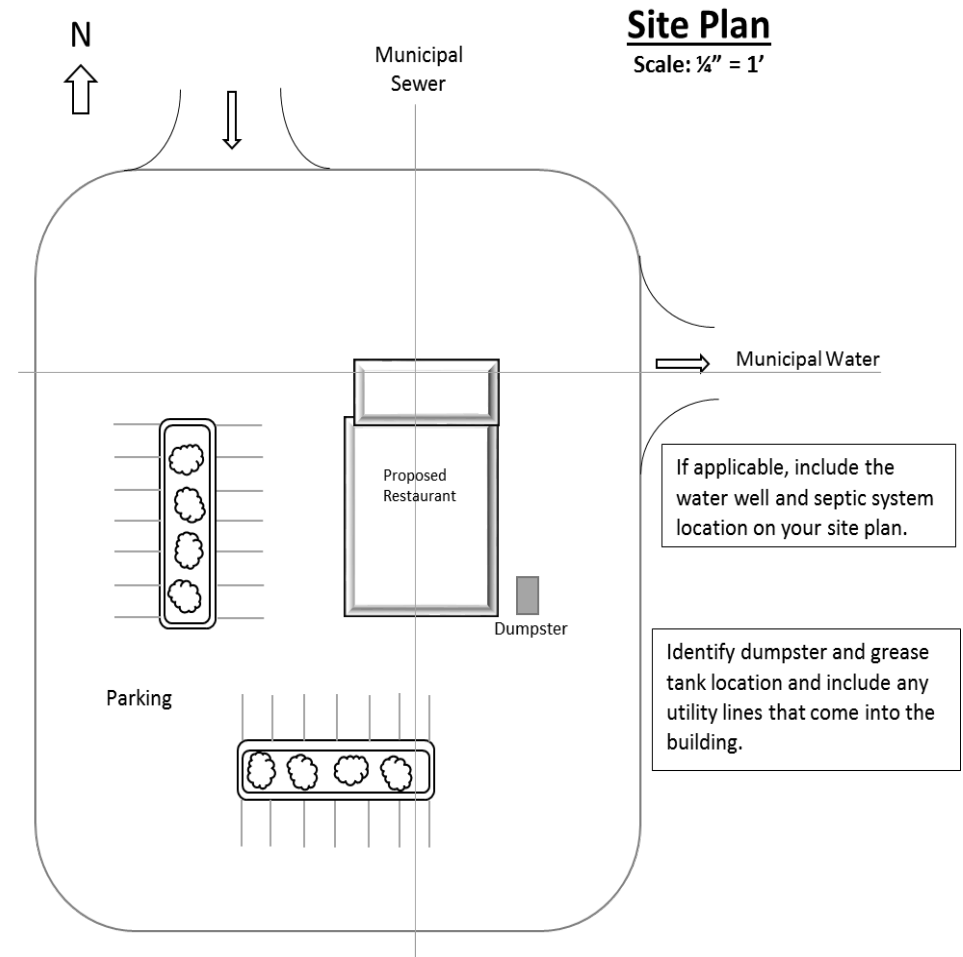 Site Plan
Scale: ¼” = 1’
N
Municipal
Sewer
Municipal Water
Proposed
Restaurant
If applicable, include the
water well and septic system
location on your site plan.
Dumpster
Identify dumpster and grease
tank location and include any
utility lines that come into the
building.
Parking